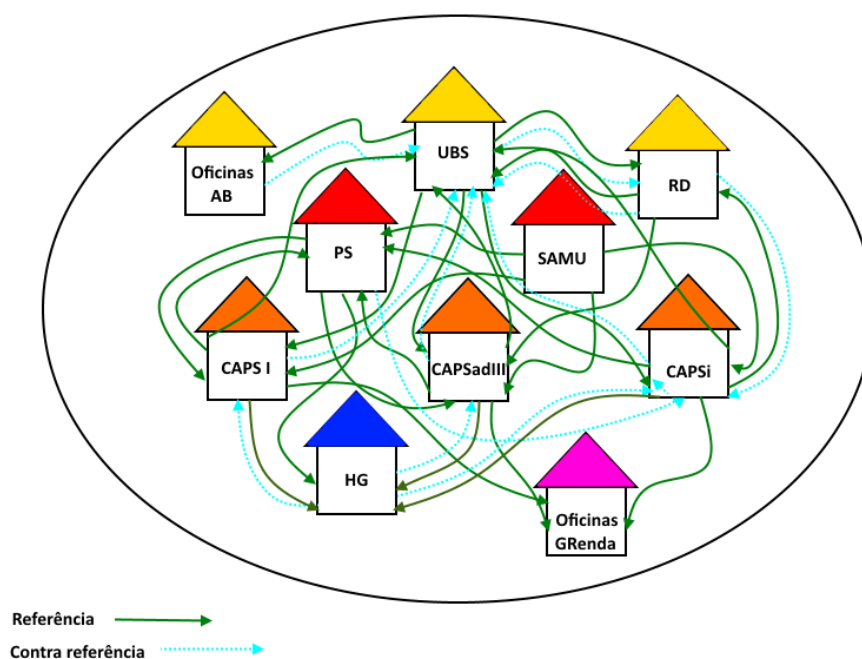 Oficinas
AB
UBS
RD
PS
SAMU
CAPS I
CAPSadIII
CAPSi
HG
Oficinas
GRenda
Referência
Contra referência